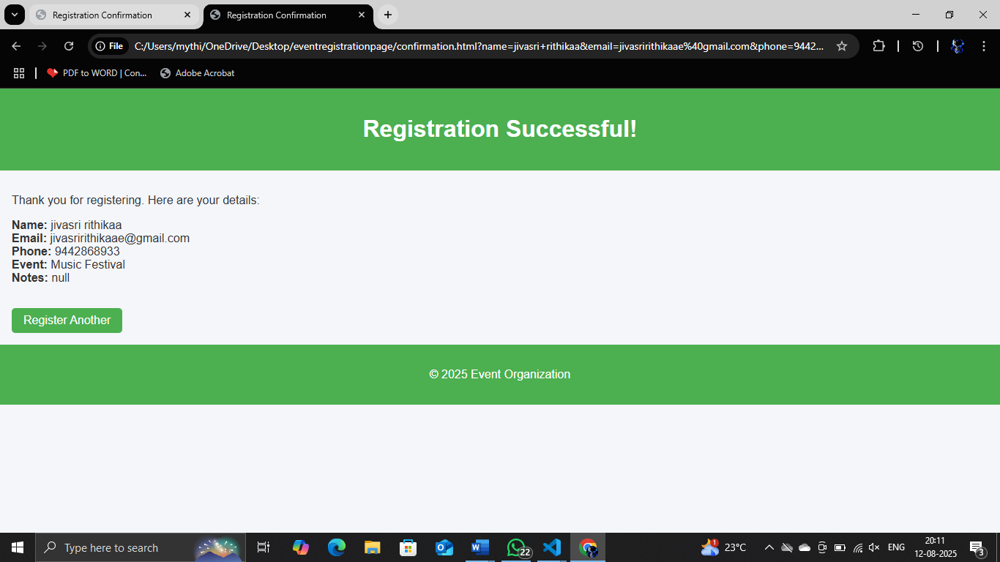 Registration Confirmation
Registration Confirmation
File
C:/Users/mythi/OneDrive/Desktop/eventregistrationpage/confirmation.html?name=jivasri+rithikaa&email=jivasririthikaae%40gmail.com&phone=9442...
PDF to WORD | Con...
Adobe Acrobat
Registration Successful!
Thank you for registering. Here are your details:
Name: jivasri rithikaa
Email: jivasririthikaae@gmail.com
Phone: 9442868933
Event: Music Festival
Notes: null
Register Another
© 2025 Event Organization
Type here to search
22
1
23°C
ENG
20:11
12-08-2025
3